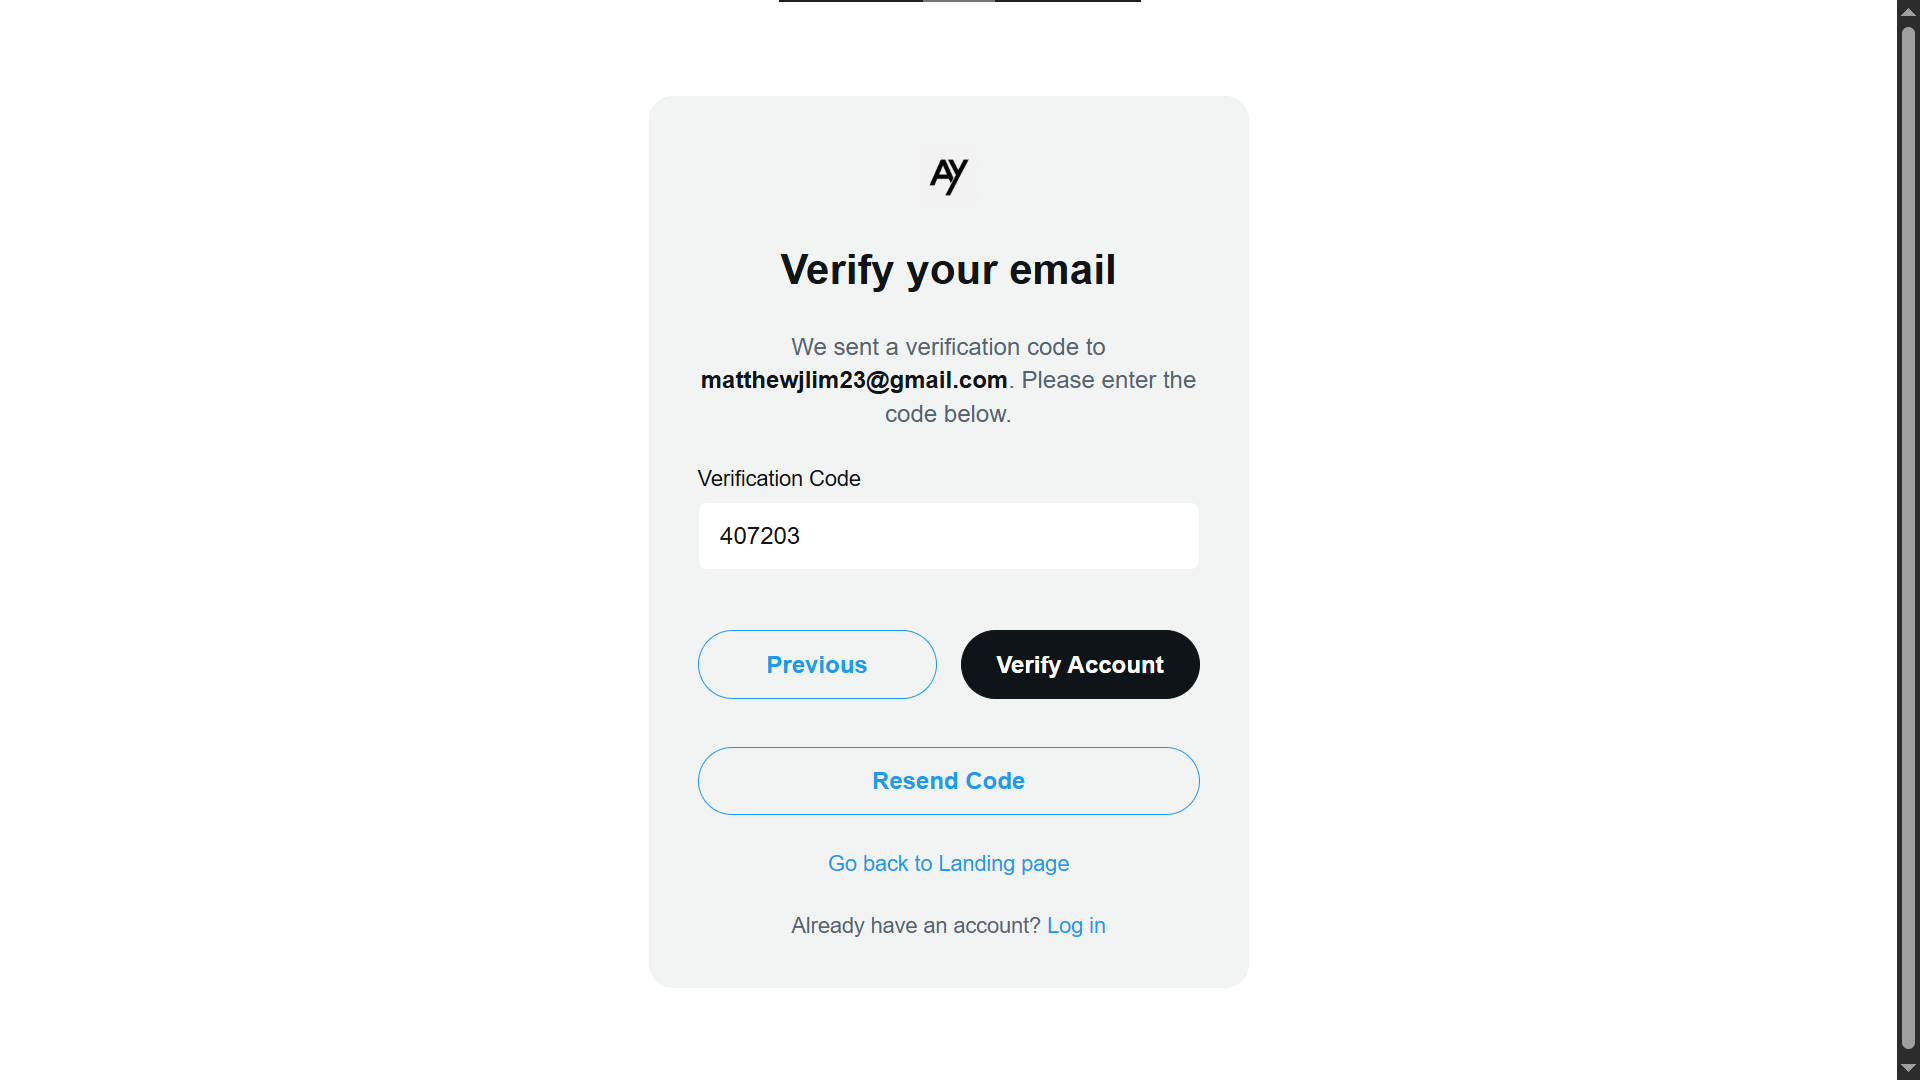 AY
Verify your email
We sent a verification code to
matthewjlim23@gmail.com. Please enter the
code below.
Verification Code
407203
Previous
Verify Account
Resend Code
Go back to Landing page
Already have an account? Log in